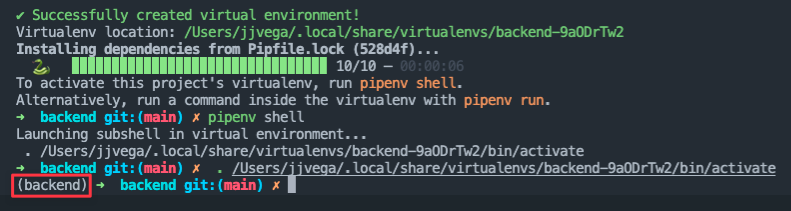 ✔ Successfully created virtual environment!
Virtualenv location: /Users/jjvega/.local/share/virtualenvs/backend-9aODrTw2
Installing dependencies from Pipfile.lock (528d4f)...
🐍 ▉▉▉▉▉▉▉▉▉▉▉▉▉▉▉▉▉▉▉▉▉▉▉▉▉▉▉▉▉▉▉▉ 10/10 — 00:00:06
To activate this project's virtualenv, run pipenv shell.
Alternatively, run a command inside the virtualenv with pipenv run.
➜ backend git:(main) ✗ pipenv shell
Launching subshell in virtual environment...
. /Users/jjvega/.local/share/virtualenvs/backend-9aODrTw2/bin/activate
➜ backend git:(main) ✗ . /Users/jjvega/.local/share/virtualenvs/backend-9aODrTw2/bin/activate
(backend) ➜ backend git:(main) ✗